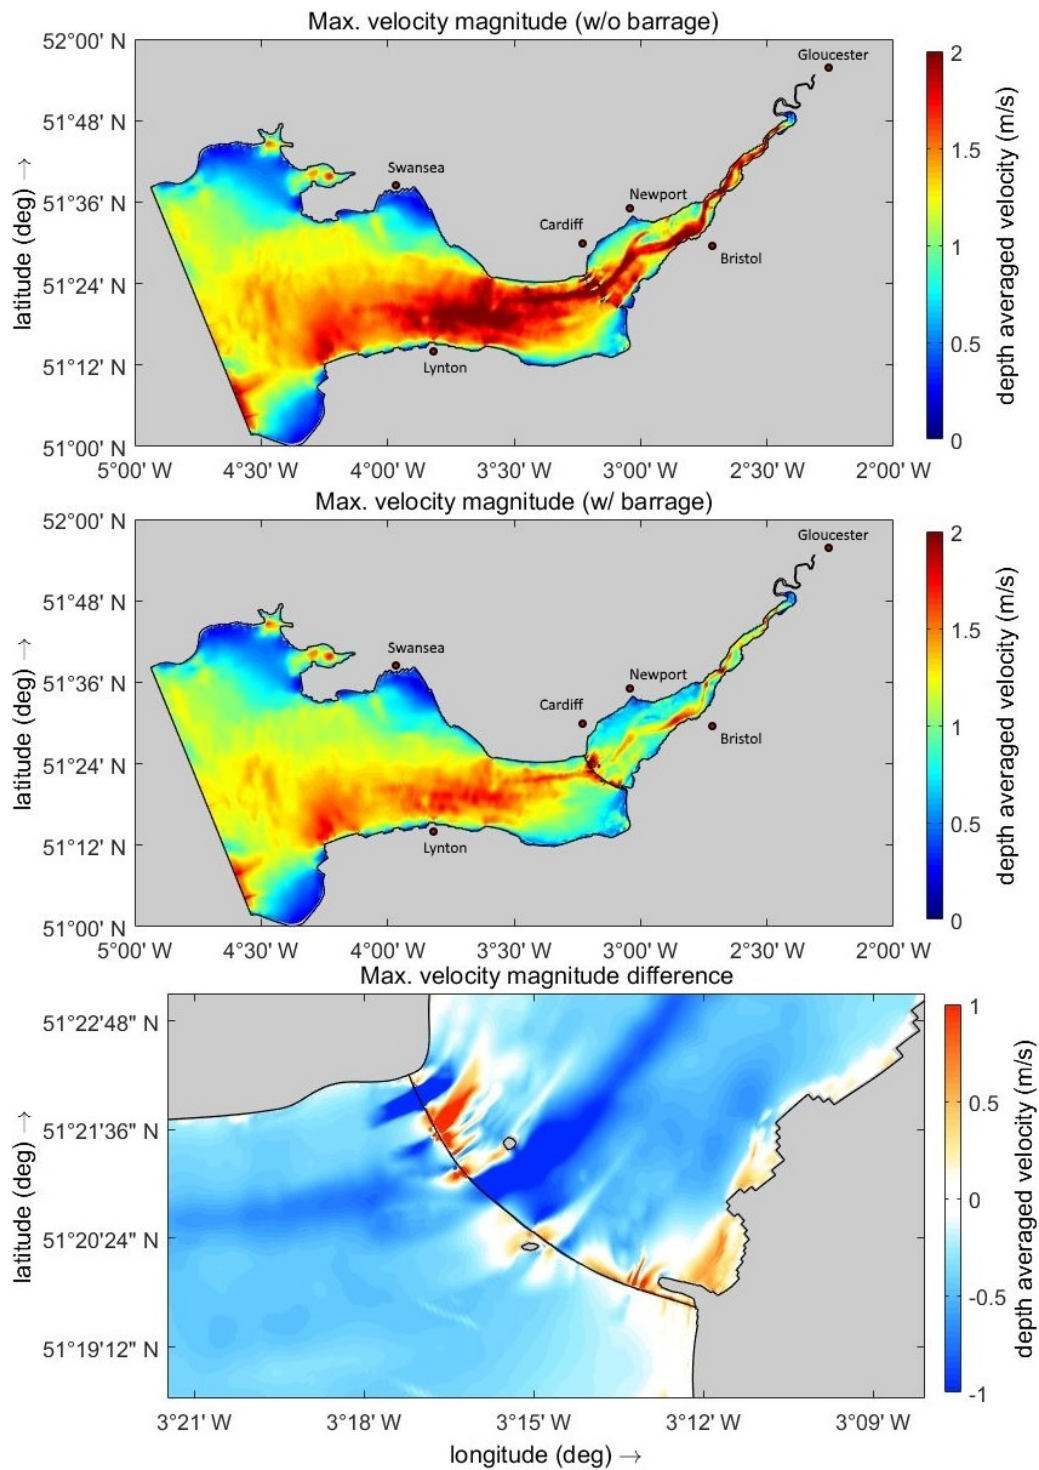 Max. velocity magnitude (w/o barrage)
52°00' N
51°48' N
51°36' N
51°24' N
51°12' N
51°00' N
latitude (deg) →
Gloucester
Swansea
Newport
Cardiff
Bristol
Lynton
5°00' W 4°30' W 4°00' W 3°30' W 3°00' W 2°30' W 2°00' W
2
1.5
1
0.5
0
depth averaged velocity (m/s)
Max. velocity magnitude (w/ barrage)
52°00' N
51°48' N
51°36' N
51°24' N
51°12' N
51°00' N
latitude (deg) →
Gloucester
Swansea
Newport
Cardiff
Bristol
Lynton
5°00' W 4°30' W 4°00' W 3°30' W 3°00' W 2°30' W 2°00' W
2
1.5
1
0.5
0
depth averaged velocity (m/s)
Max. velocity magnitude difference
51°22'48" N
51°21'36" N
51°20'24" N
51°19'12" N
latitude (deg) →
3°21' W 3°18' W 3°15' W 3°12' W 3°09' W
longitude (deg) →
1
0.5
0
-0.5
-1
depth averaged velocity (m/s)